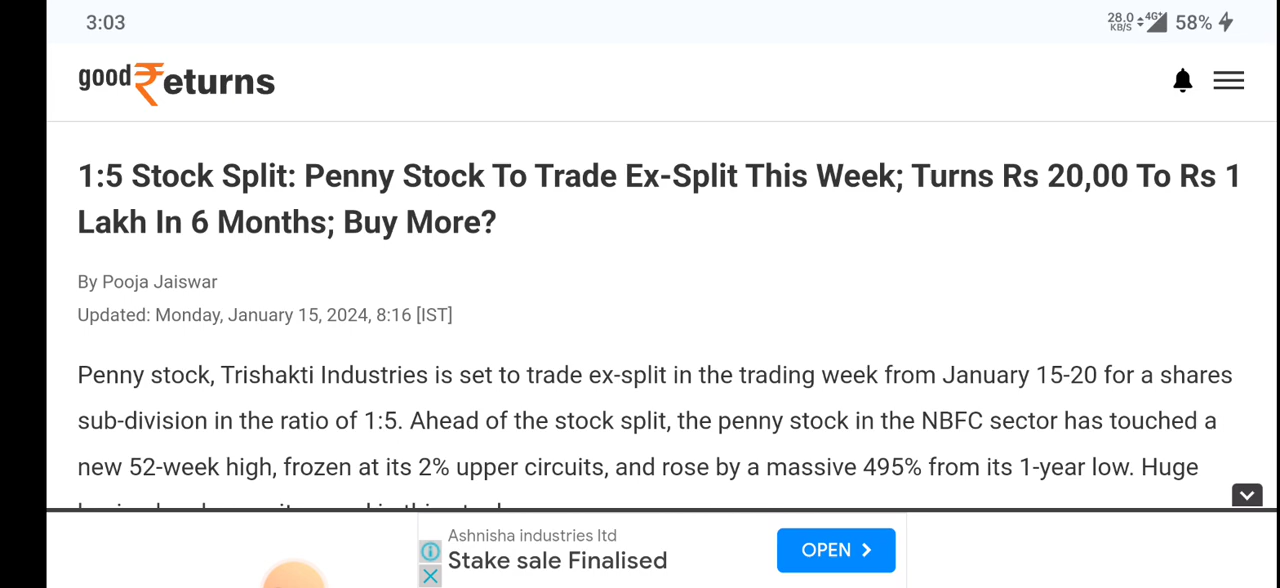 3:03
28.0 KB/S 4G+ 58%
good ₹eturns
1:5 Stock Split: Penny Stock To Trade Ex-Split This Week; Turns Rs 20,00 To Rs 1
Lakh In 6 Months; Buy More?
By Pooja Jaiswar
Updated: Monday, January 15, 2024, 8:16 [IST]
Penny stock, Trishakti Industries is set to trade ex-split in the trading week from January 15-20 for a shares
sub-division in the ratio of 1:5. Ahead of the stock split, the penny stock in the NBFC sector has touched a
new 52-week high, frozen at its 2% upper circuits, and rose by a massive 495% from its 1-year low. Huge
Ashnisha industries ltd
Stake sale Finalised
OPEN